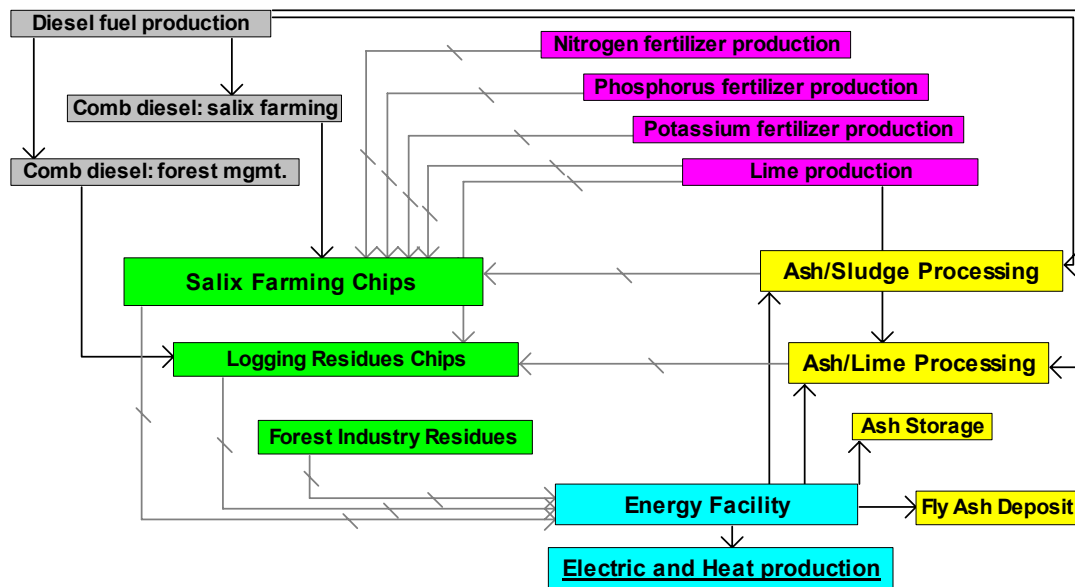 Diesel fuel production
Nitrogen fertilizer production
Phosphorus fertilizer production
Comb diesel: salix farming
Potassium fertilizer production
Comb diesel: forest mgmt.
Lime production
Salix Farming Chips
Ash/Sludge Processing
Logging Residues Chips
Ash/Lime Processing
Forest Industry Residues
Ash Storage
Energy Facility
Fly Ash Deposit
Electric and Heat production